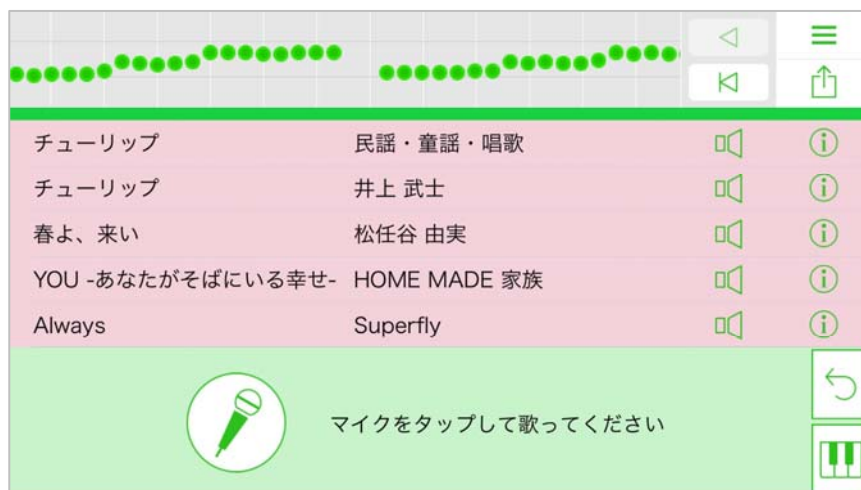 チューリップ 民謡・童謡・唱歌
チューリップ 井上 武士
春よ、来い 松任谷 由実
YOU -あなたがそばにいる幸せ- HOME MADE 家族
Always Superfly
マイクをタップして歌ってください